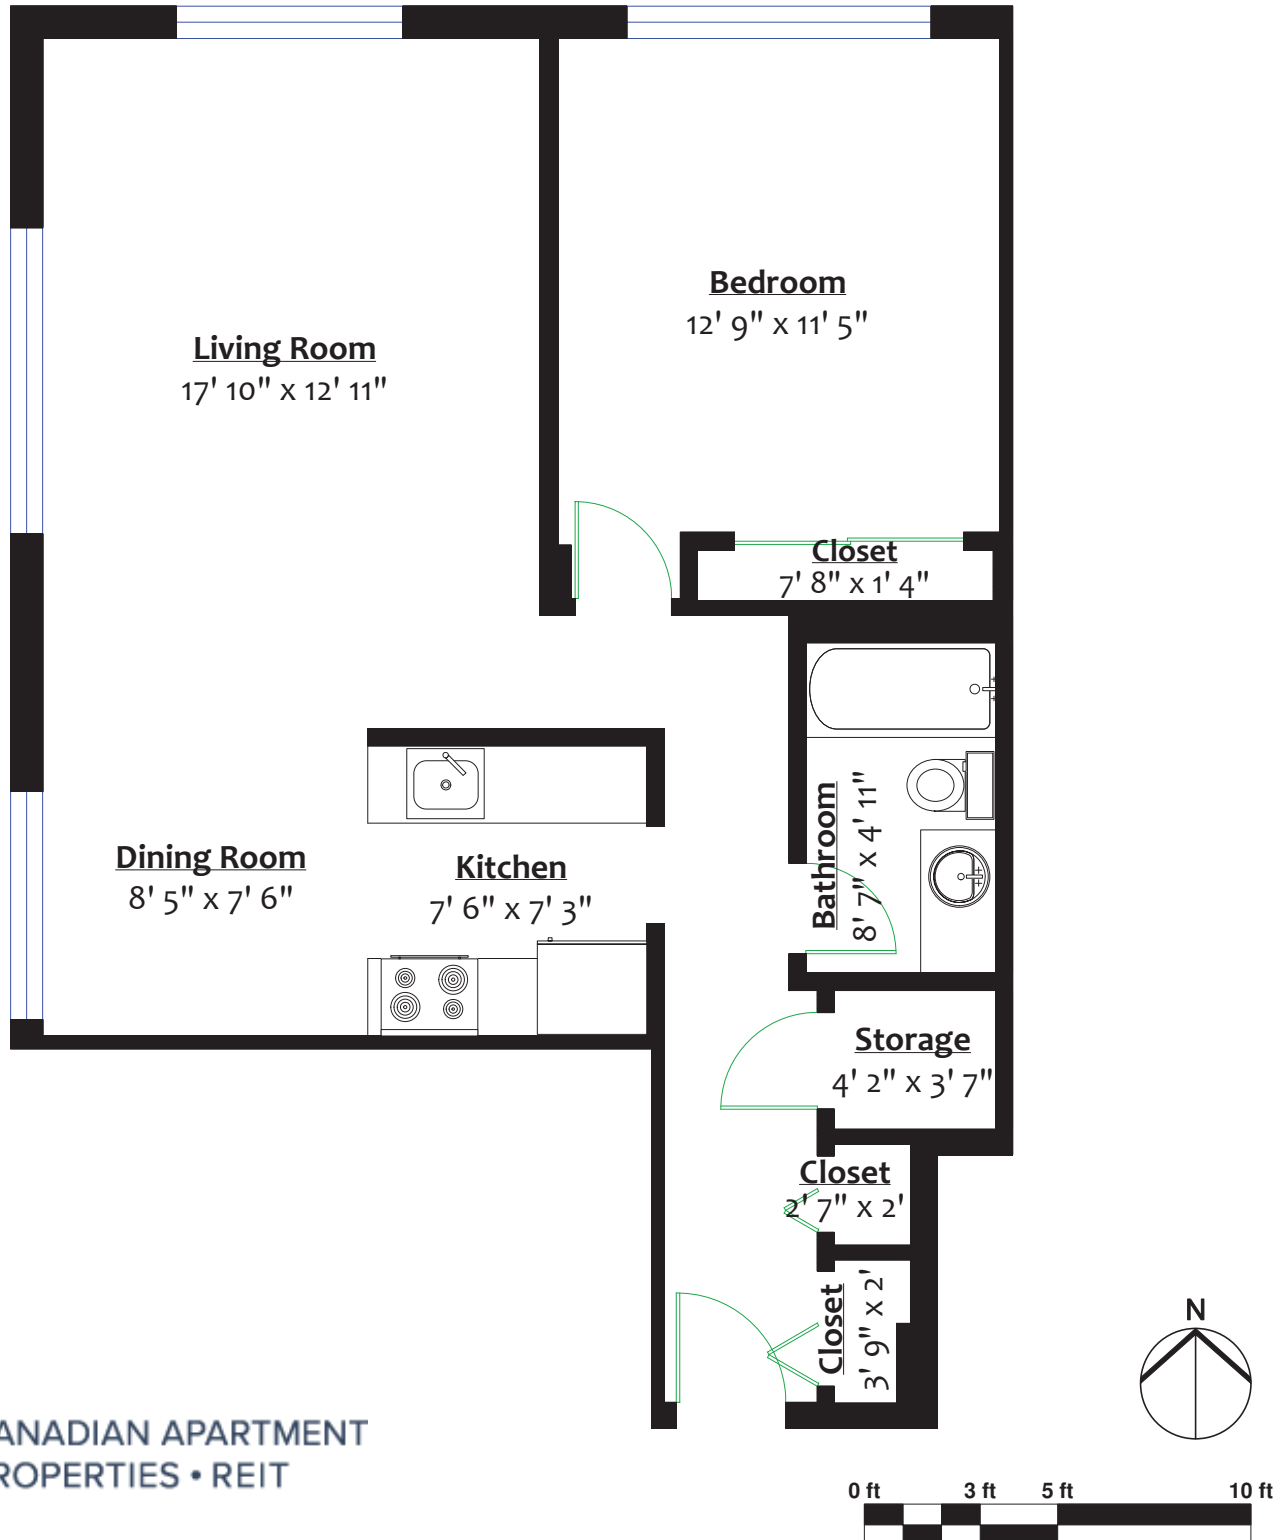 Bedroom
12' 9" x 11' 5"
Living Room
17' 10" x 12' 11"
Closet
7' 8" x 1' 4"
Bathroom
8' 7" x 4' 11"
Dining Room
8' 5" x 7' 6"
Kitchen
7' 6" x 7' 3"
Storage
4' 2" x 3' 7"
Closet
2' 7" x 2'
Closet
3' 9" x 2'
N
ANADIAN APARTMENT
ROPERTIES • REIT
0 ft 3 ft 5 ft 10 ft